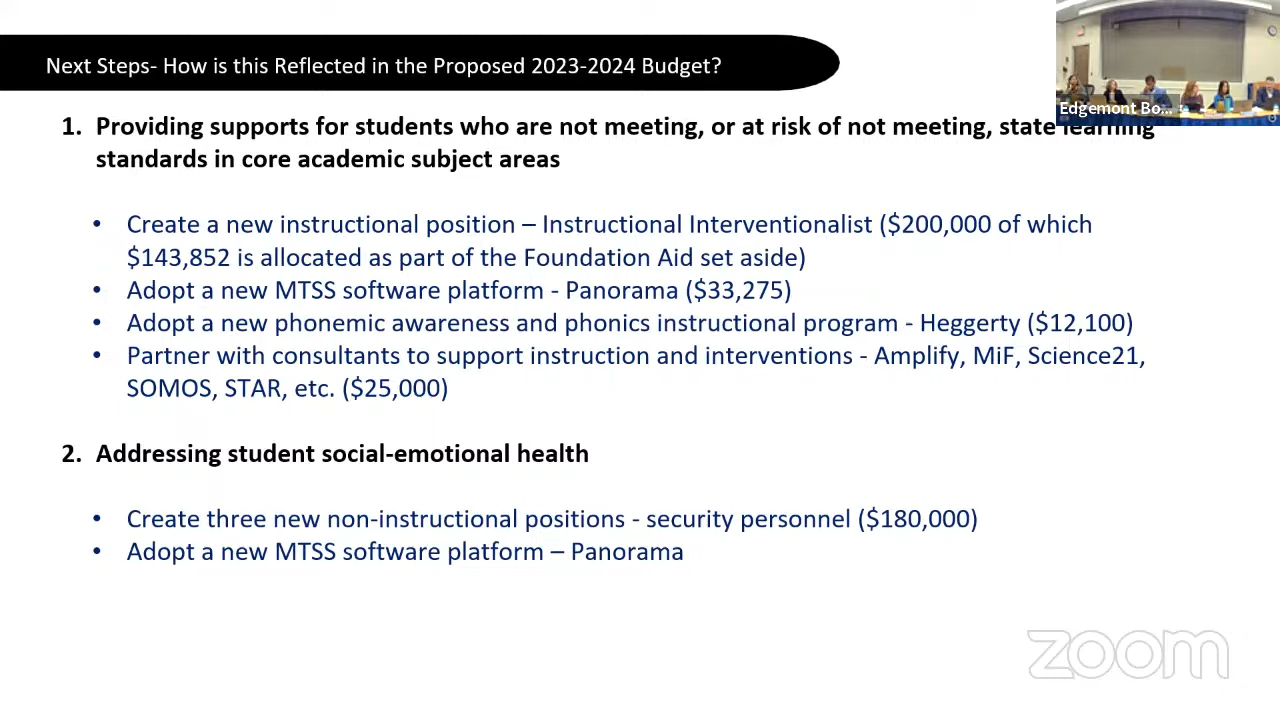 Next Steps- How is this Reflected in the Proposed 2023-2024 Budget?
Edgemont Bo...
1. Providing supports for students who are not meeting, or at risk of not meeting, state learning
standards in core academic subject areas
• Create a new instructional position – Instructional Interventionalist ($200,000 of which
$143,852 is allocated as part of the Foundation Aid set aside)
• Adopt a new MTSS software platform - Panorama ($33,275)
• Adopt a new phonemic awareness and phonics instructional program - Heggerty ($12,100)
• Partner with consultants to support instruction and interventions - Amplify, MiF, Science21,
SOMOS, STAR, etc. ($25,000)
2. Addressing student social-emotional health
• Create three new non-instructional positions - security personnel ($180,000)
• Adopt a new MTSS software platform – Panorama
zoom